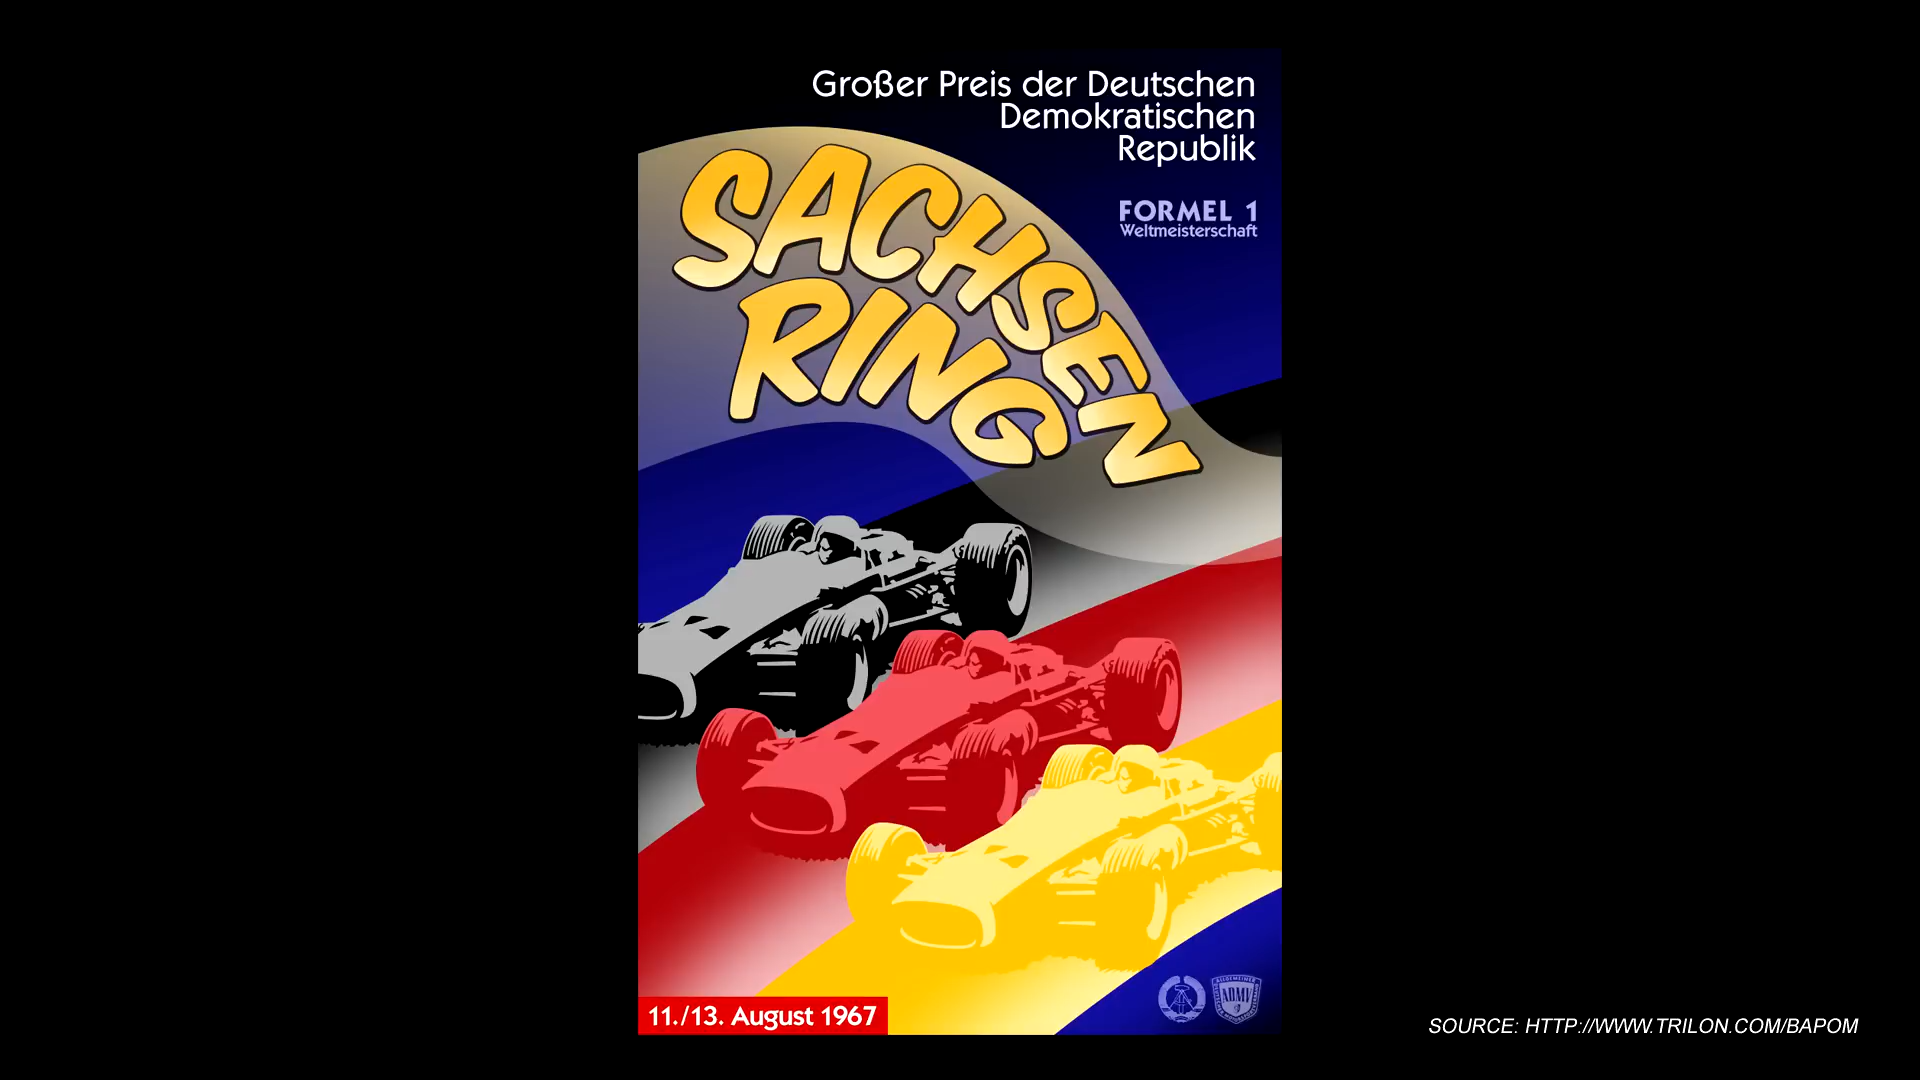 Großer Preis der Deutschen
Demokratischen
Republik
FORMEL 1
Weltmeisterschaft
SACHSEN
RING
ADMV
11./13. August 1967
SOURCE: HTTP://WWW.TRILON.COM/BAPOM